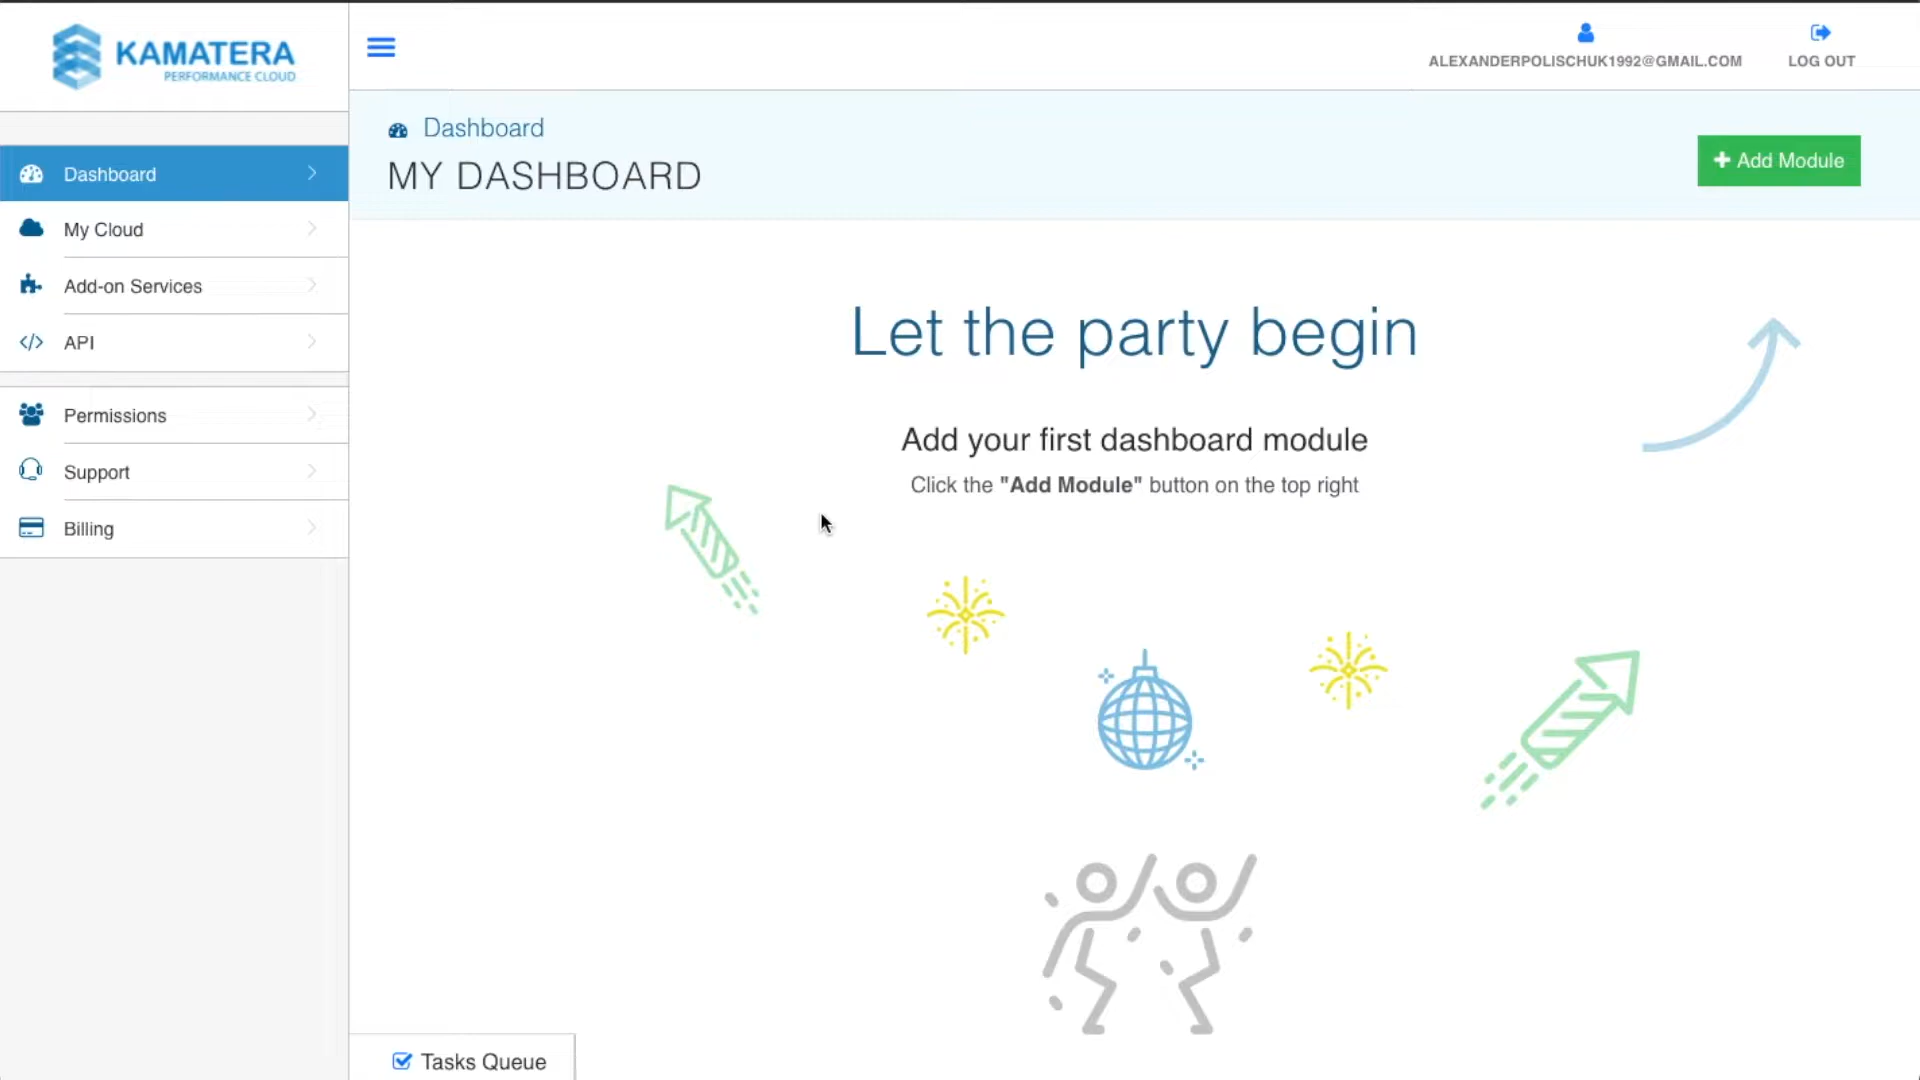 KAMATERA
PERFORMANCE CLOUD
ALEXANDERPOLISCHUK1992@GMAIL.COM
LOG OUT
Dashboard
MY DASHBOARD
+ Add Module
Dashboard
My Cloud
Add-on Services
API
Permissions
Support
Billing
Let the party begin
Add your first dashboard module
Click the "Add Module" button on the top right
Tasks Queue